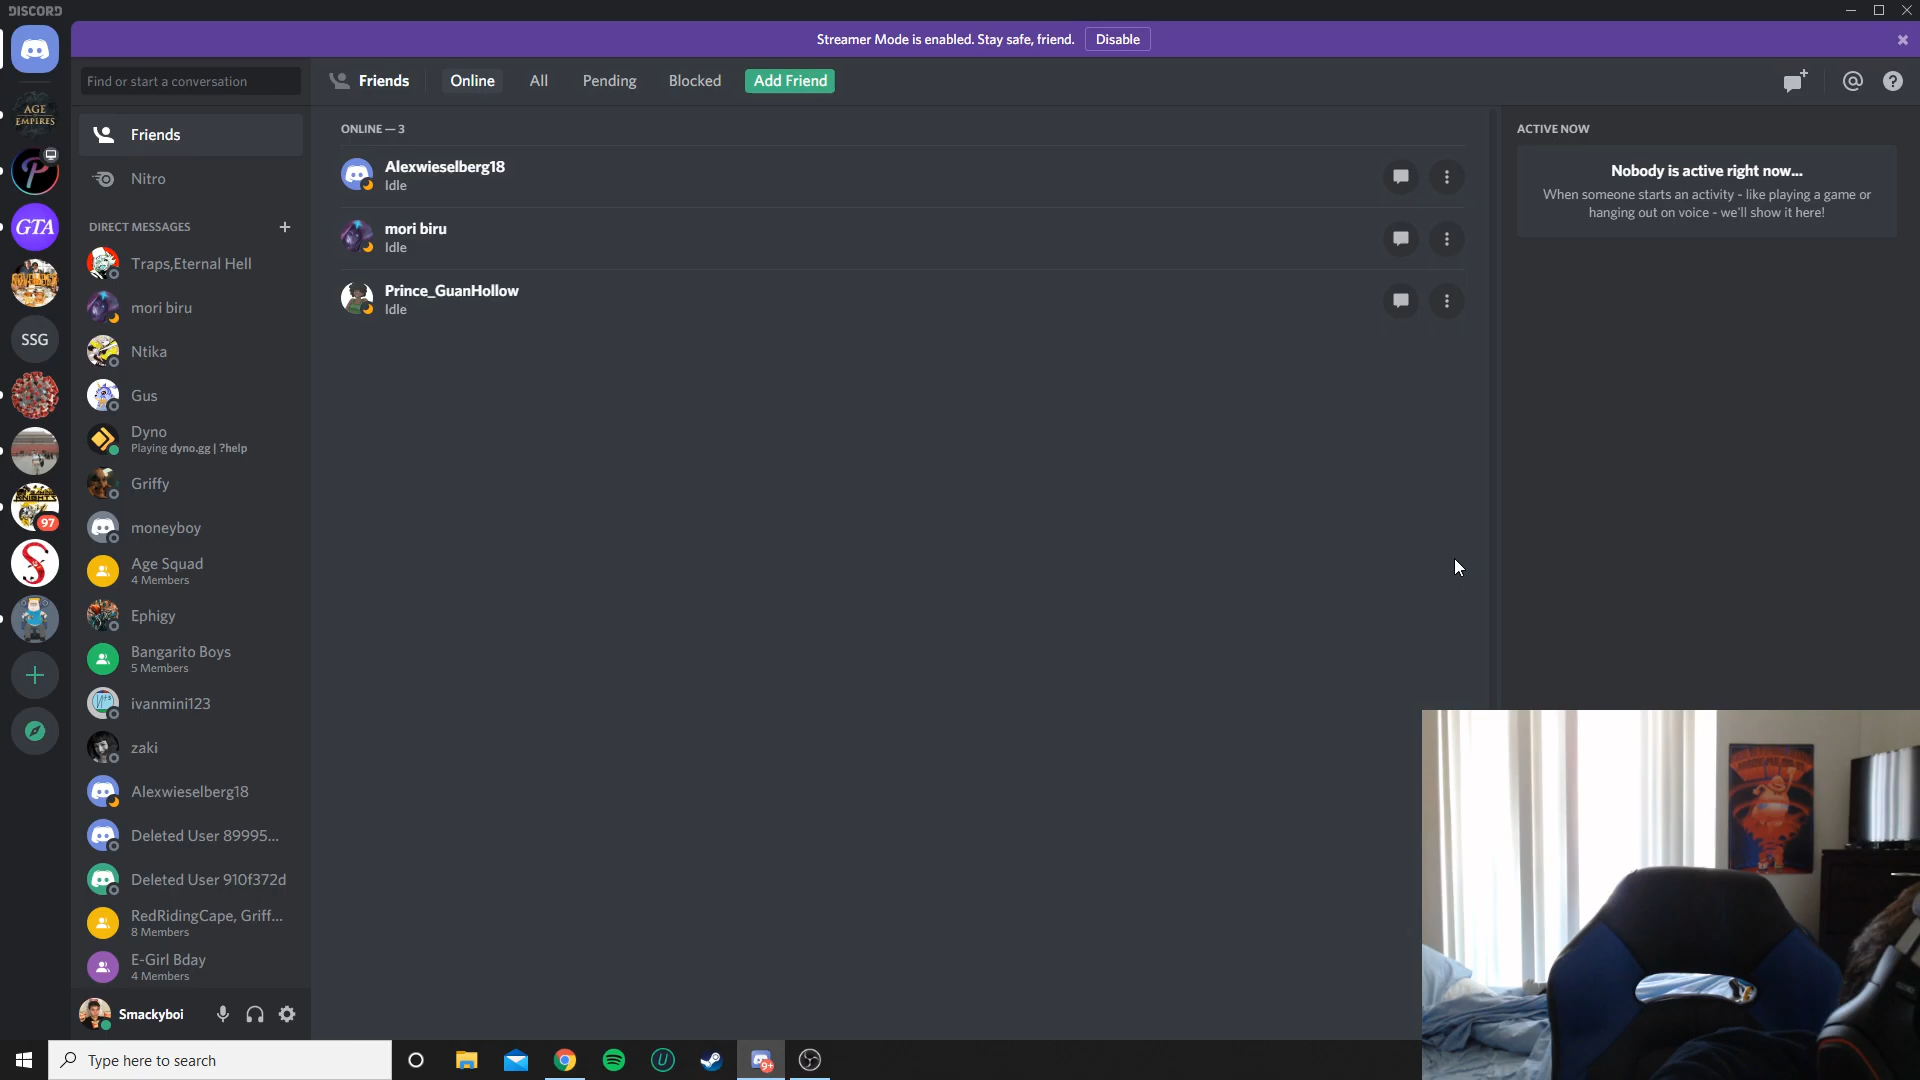 DISCORD
Streamer Mode is enabled. Stay safe, friend.
Disable
Find or start a conversation
Friends
Online
All
Pending
Blocked
Add Friend
AGE
EMPIRES
GTA
SSG
97
Friends
Nitro
DIRECT MESSAGES
Traps,Eternal Hell
mori biru
Ntika
Gus
Dyno
Playing dyno.gg | ?help
Griffy
moneyboy
Age Squad
4 Members
Ephigy
Bangarito Boys
5 Members
ivanmini123
zaki
Alexwieselberg18
Deleted User 89995...
Deleted User 910f372d
RedRidingCape, Griff...
8 Members
E-Girl Bday
4 Members
Smackyboi
ONLINE — 3
Alexwieselberg18
Idle
mori biru
Idle
Prince_GuanHollow
Idle
ACTIVE NOW
Nobody is active right now...
When someone starts an activity - like playing a game or
hanging out on voice - we'll show it here!
Type here to search
9+